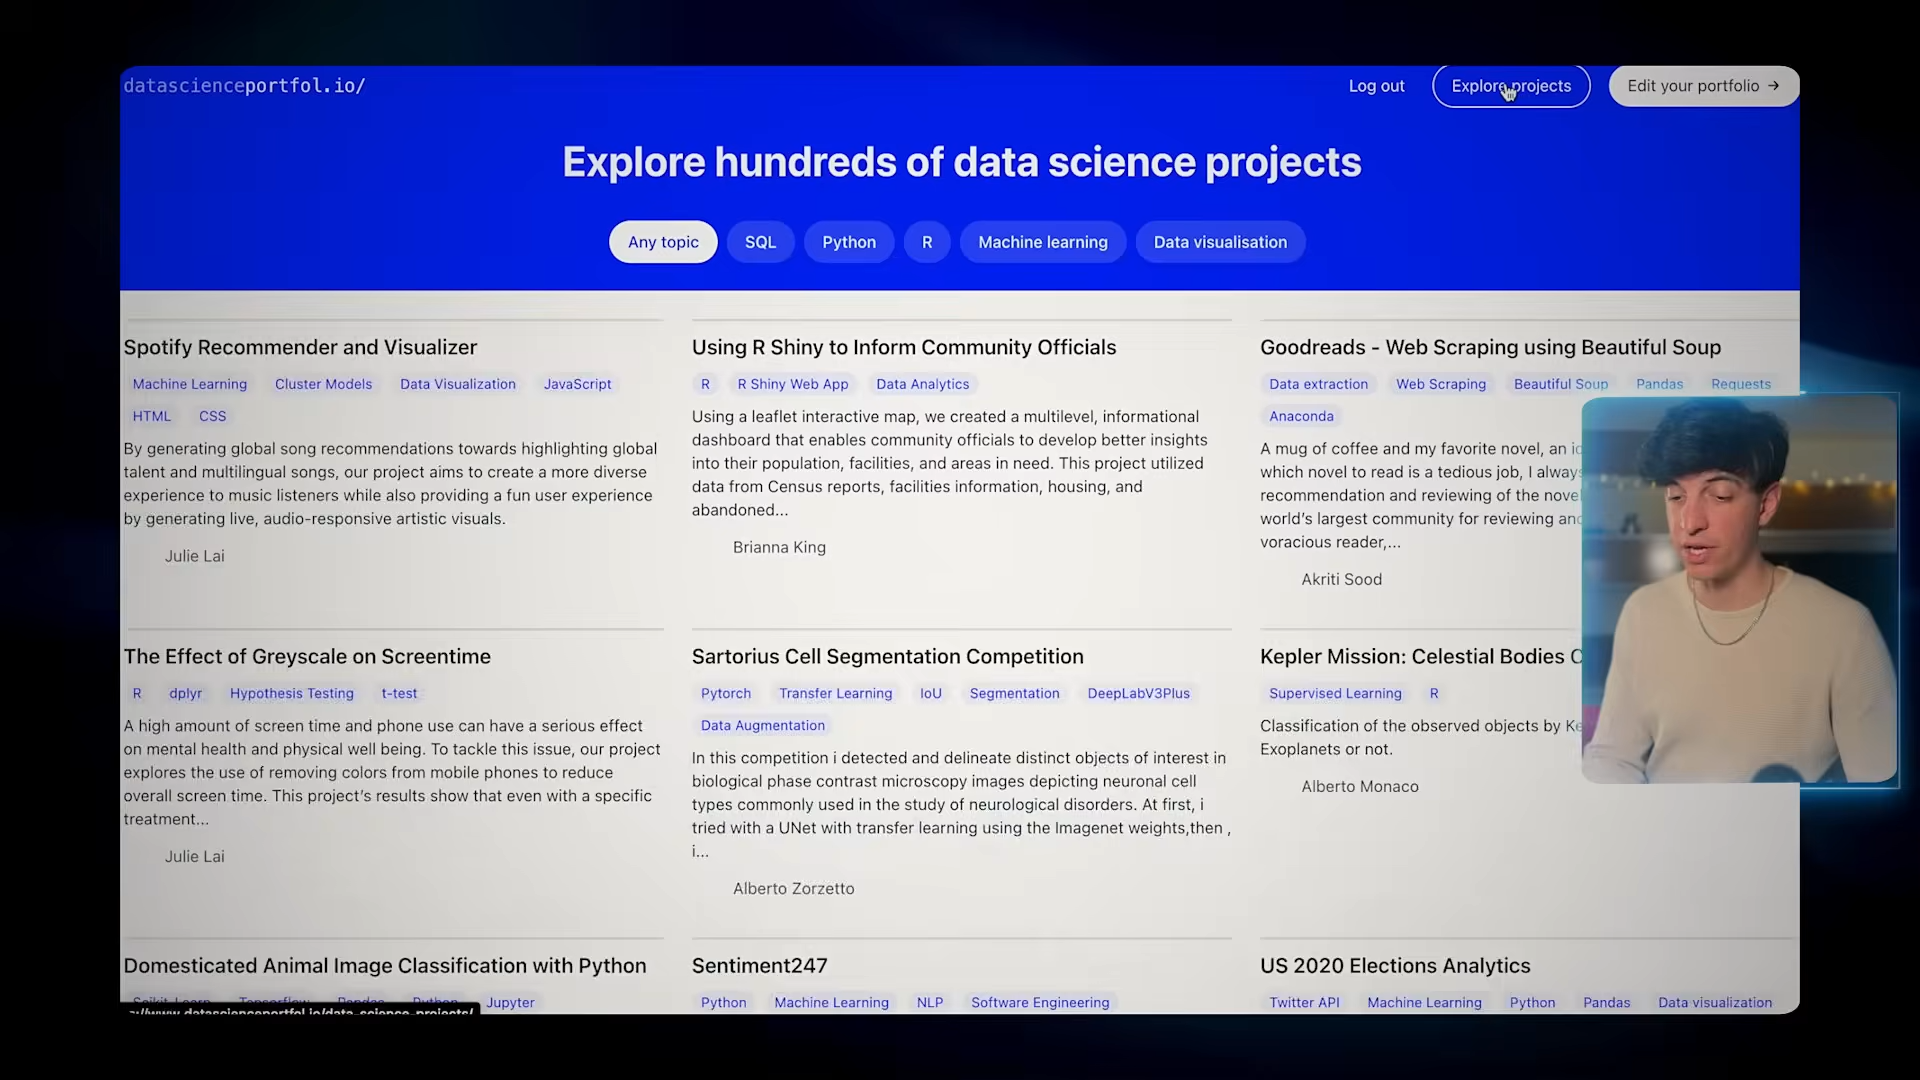 datascienceportfol.io/
Log out
Explore projects
Edit your portfolio →
Explore hundreds of data science projects
Any topic
SQL
Python
R
Machine learning
Data visualisation
Spotify Recommender and Visualizer
Machine Learning Cluster Models Data Visualization JavaScript
HTML CSS
By generating global song recommendations towards highlighting global
talent and multilingual songs, our project aims to create a more diverse
experience to music listeners while also providing a fun user experience
by generating live, audio-responsive artistic visuals.
Julie Lai
Using R Shiny to Inform Community Officials
R R Shiny Web App Data Analytics
Using a leaflet interactive map, we created a multilevel, informational
dashboard that enables community officials to develop better insights
into their population, facilities, and areas in need. This project utilized
data from Census reports, facilities information, housing, and
abandoned...
Brianna King
Goodreads - Web Scraping using Beautiful Soup
Data extraction Web Scraping Beautiful Soup Pandas Requests
Anaconda
A mug of coffee and my favorite novel, an
which novel to read is a tedious job, I
recommendation and reviewing of the
world's largest community for reviewing
voracious reader,...
Akriti Sood
The Effect of Greyscale on Screentime
R dplyr Hypothesis Testing t-test
A high amount of screen time and phone use can have a serious effect
on mental health and physical well being. To tackle this issue, our project
explores the use of removing colors from mobile phones to reduce
overall screen time. This project's results show that even with a specific
treatment...
Julie Lai
Sartorius Cell Segmentation Competition
Pytorch Transfer Learning IoU Segmentation DeepLabV3Plus
Data Augmentation
In this competition i detected and delineate distinct objects of interest in
biological phase contrast microscopy images depicting neuronal cell
types commonly used in the study of neurological disorders. At first, i
tried with a UNet with transfer learning using the Imagenet weights,then ,
i...
Alberto Zorzetto
Kepler Mission: Celestial Bodies
Supervised Learning R
Classification of the observed objects by
Exoplanets or not.
Alberto Monaco
Domesticated Animal Image Classification with Python
Scikit-Learn Tensorflow Pandas Python Jupyter
Sentiment247
Python Machine Learning NLP Software Engineering
US 2020 Elections Analytics
Twitter API Machine Learning Python Pandas Data visualization
://www.datascienceportfol.io/data-science-projects/